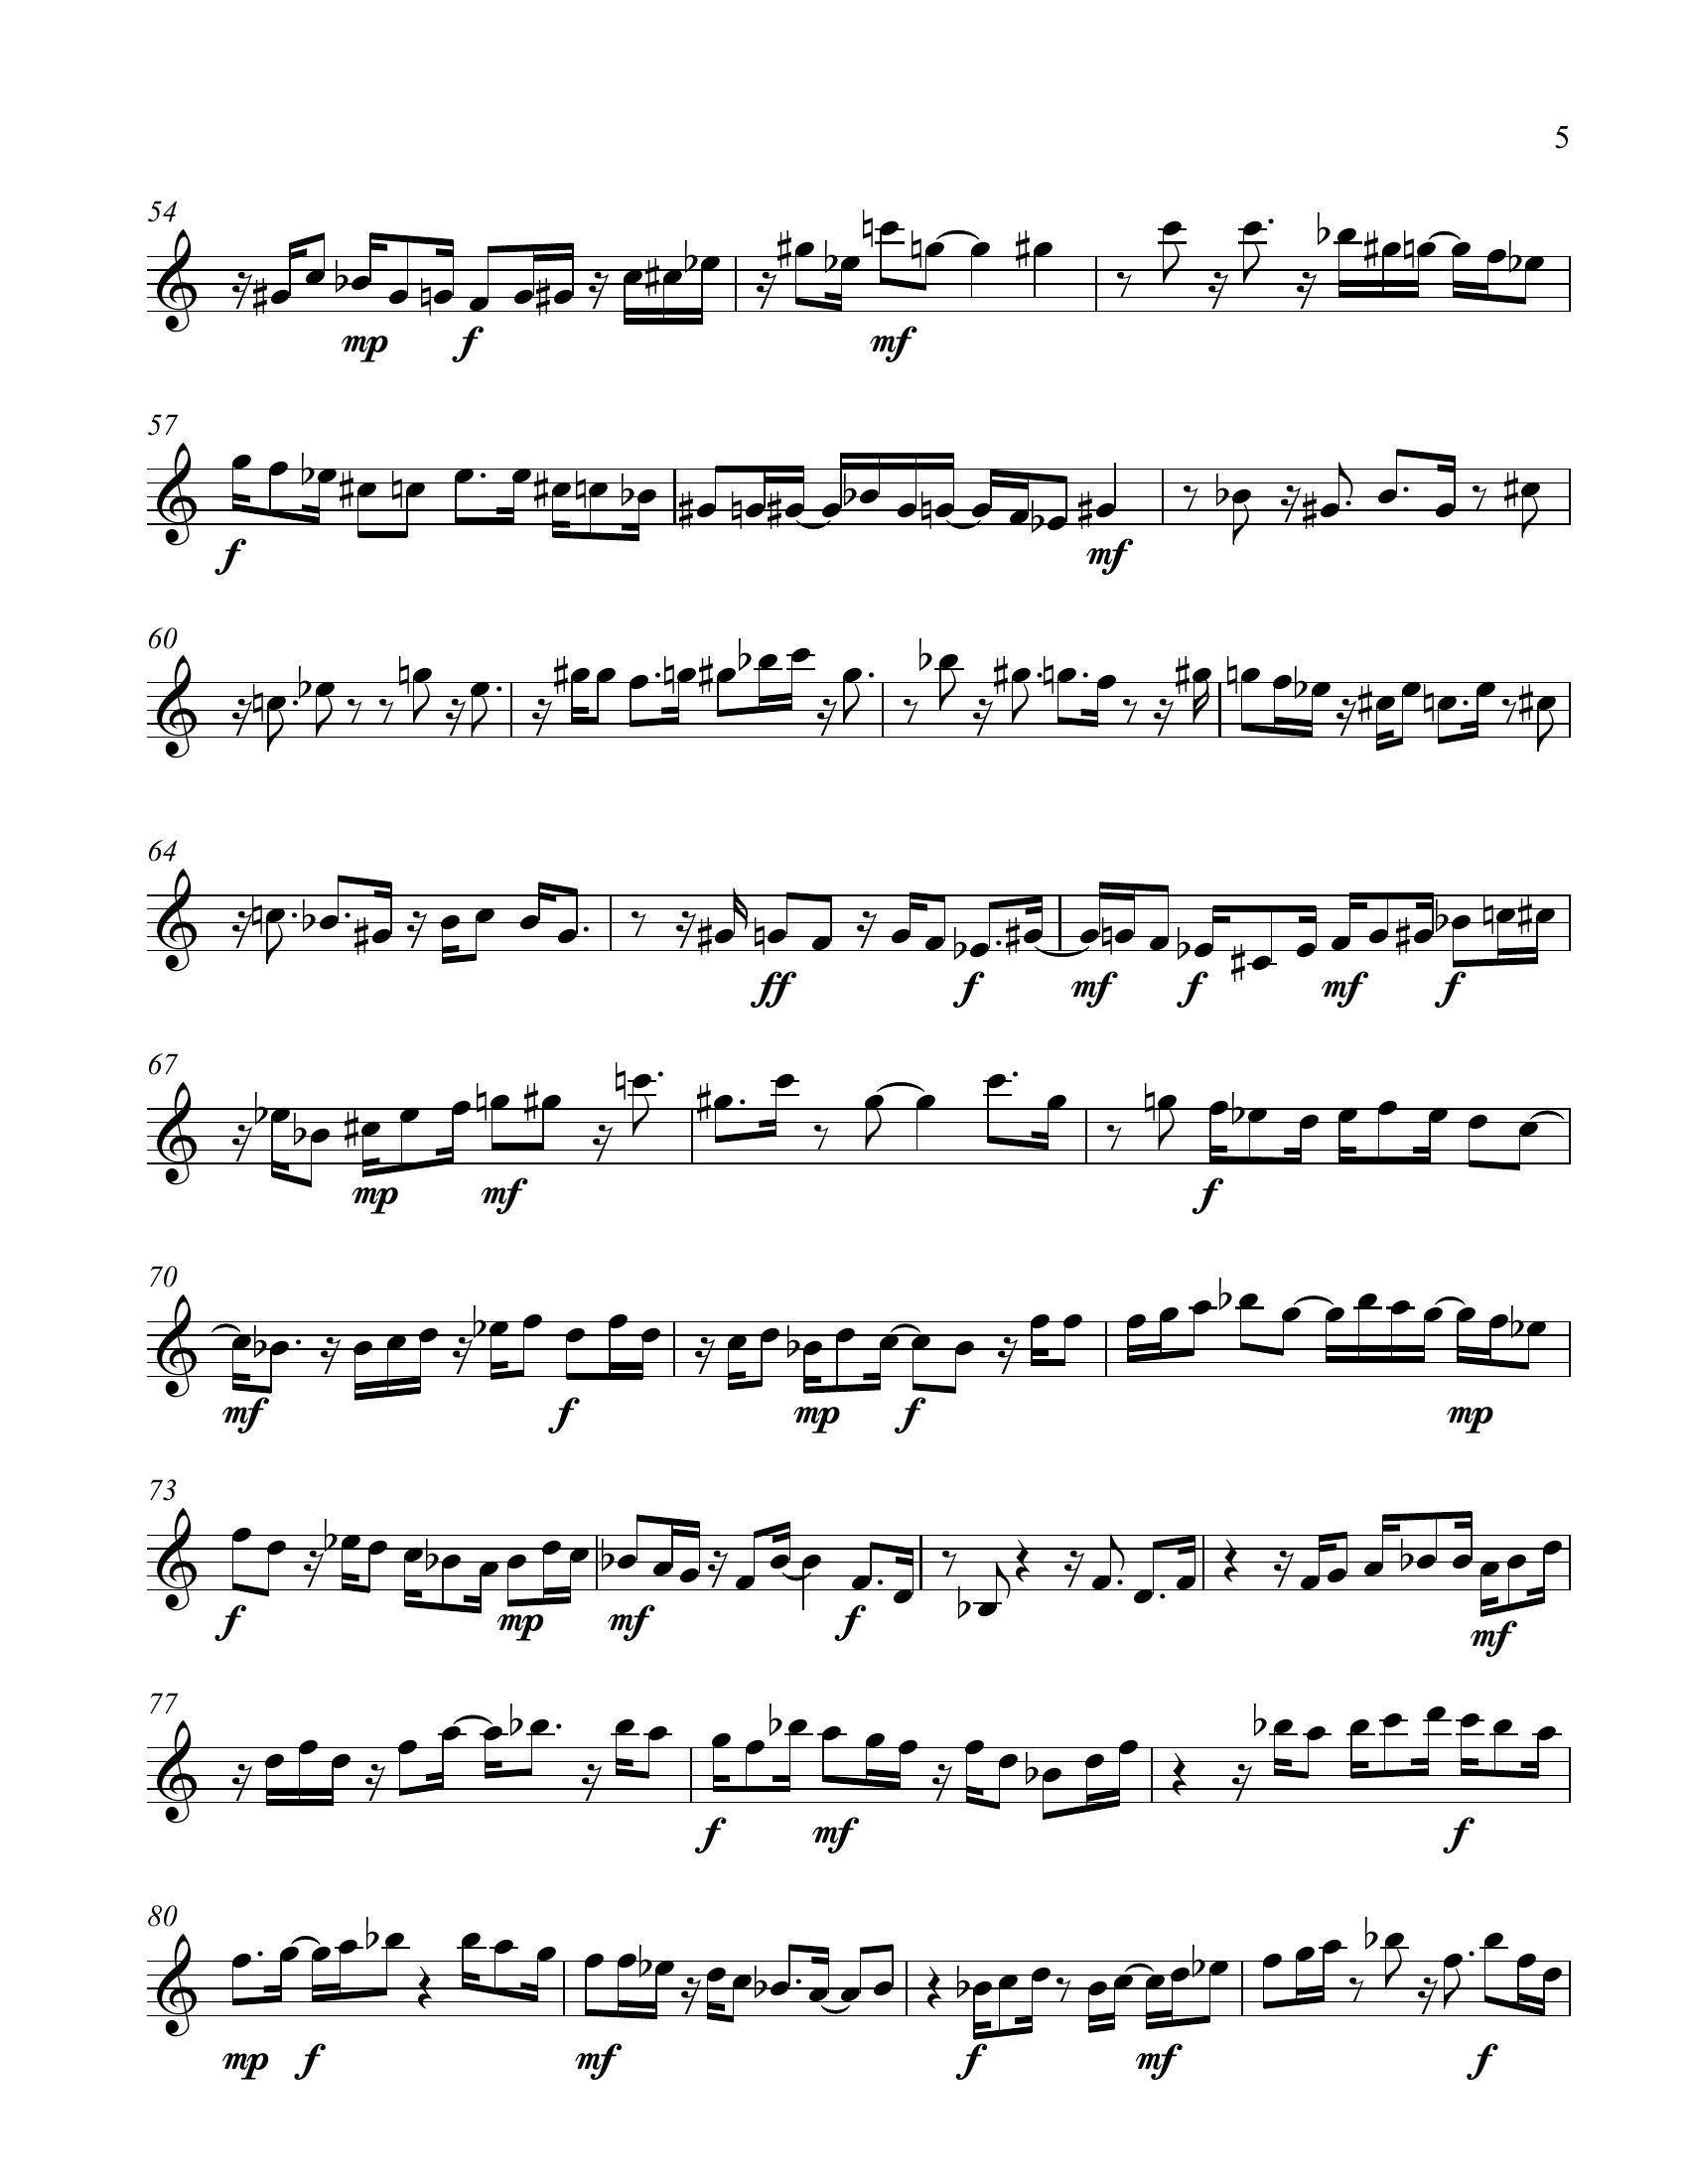 5
54
mp f mf
57
f mf
60
64
ff f mf f mf f
67
mp mf f
70
mf f mp f mp
73
f mp mf f mf
77
f mf f
80
mp f mf f mf f